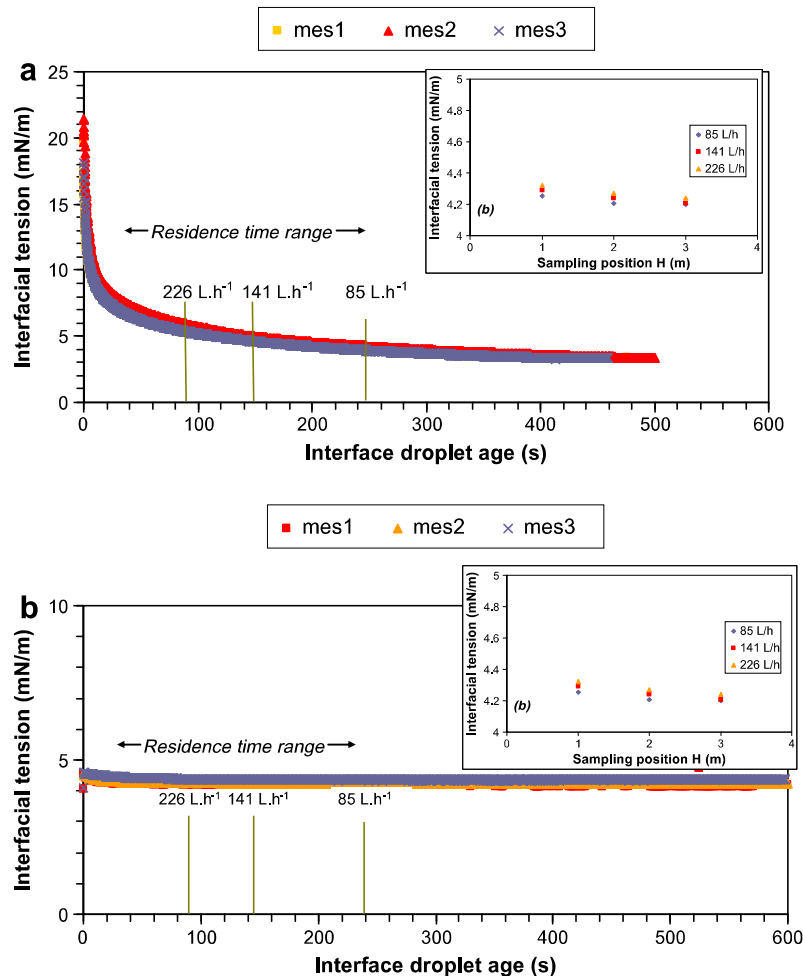 mes1 mes2 mes3
a
25
20
15
10
5
0
Interfacial tension (mN/m)
Residence time range
226 L.h⁻¹ 141 L.h⁻¹ 85 L.h⁻¹
0 100 200 300 400 500 600
Interface droplet age (s)
5
4.8
4.6
4.4
4.2
4
Interfacial tension (mN/m)
85 L/h
141 L/h
226 L/h
(b)
0 1 2 3 4
Sampling position H (m)
mes1 mes2 mes3
b
10
5
0
Interfacial tension (mN/m)
Residence time range
226 L.h⁻¹ 141 L.h⁻¹ 85 L.h⁻¹
0 100 200 300 400 500 600
Interface droplet age (s)
5
4.8
4.6
4.4
4.2
4
Interfacial tension (mN/m)
85 L/h
141 L/h
226 L/h
(b)
0 1 2 3 4
Sampling position H (m)